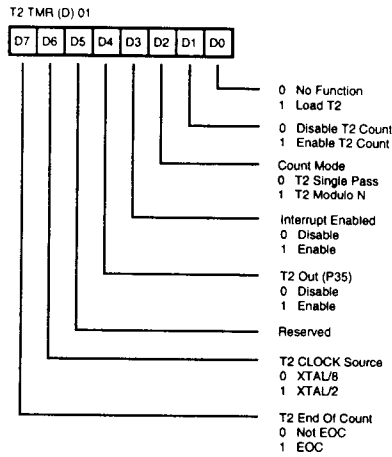 T2 TMR (D) 01
D7 D6 D5 D4 D3 D2 D1 D0
0 No Function
1 Load T2
0 Disable T2 Count
1 Enable T2 Count
Count Mode
0 T2 Single Pass
1 T2 Modulo N
Interrupt Enabled
0 Disable
1 Enable
T2 Out (P35)
0 Disable
1 Enable
Reserved
T2 CLOCK Source
0 XTAL/8
1 XTAL/2
T2 End Of Count
0 Not EOC
1 EOC